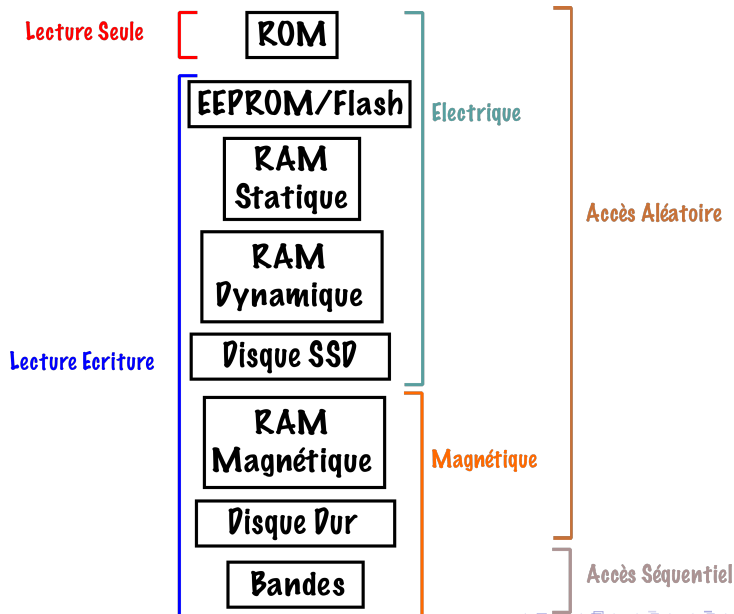 Lecture Seule
ROM
EEPROM/Flash
Electrique
RAM
Statique
Accès Aléatoire
RAM
Dynamique
Disque SSD
Lecture Ecriture
RAM
Magnétique
Magnétique
Disque Dur
Bandes
Accès Séquentiel